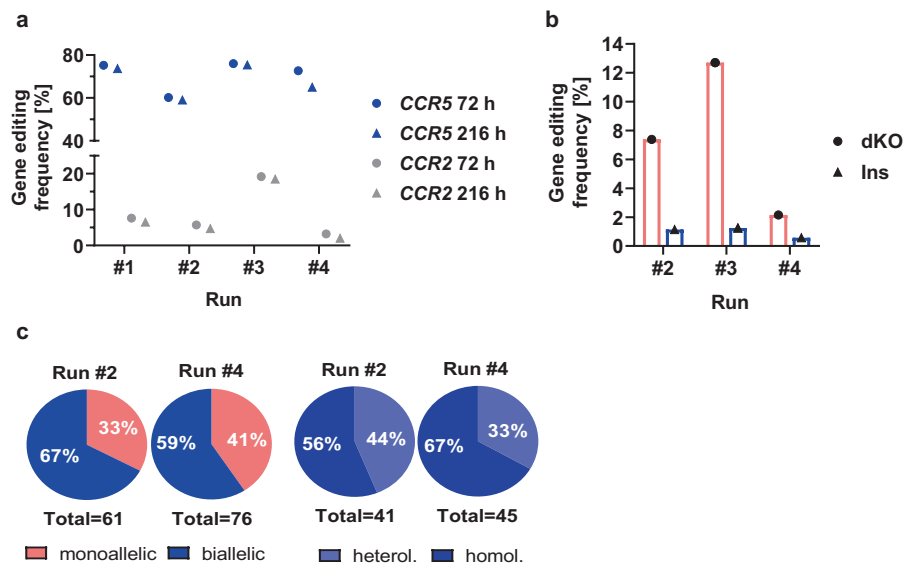 a
Gene editing
frequency [%]
80
60
40
20
10
0
#1 #2 #3 #4
Run
CCR5 72 h
CCR5 216 h
CCR2 72 h
CCR2 216 h
b
Gene editing
frequency [%]
14
12
10
8
6
4
2
0
#2 #3 #4
Run
dKO
Ins
c
Run #2 Run #4 Run #2 Run #4
67% 33% 59% 41% 56% 44% 67% 33%
Total=61 Total=76 Total=41 Total=45
monoallelic biallelic heterol. homol.